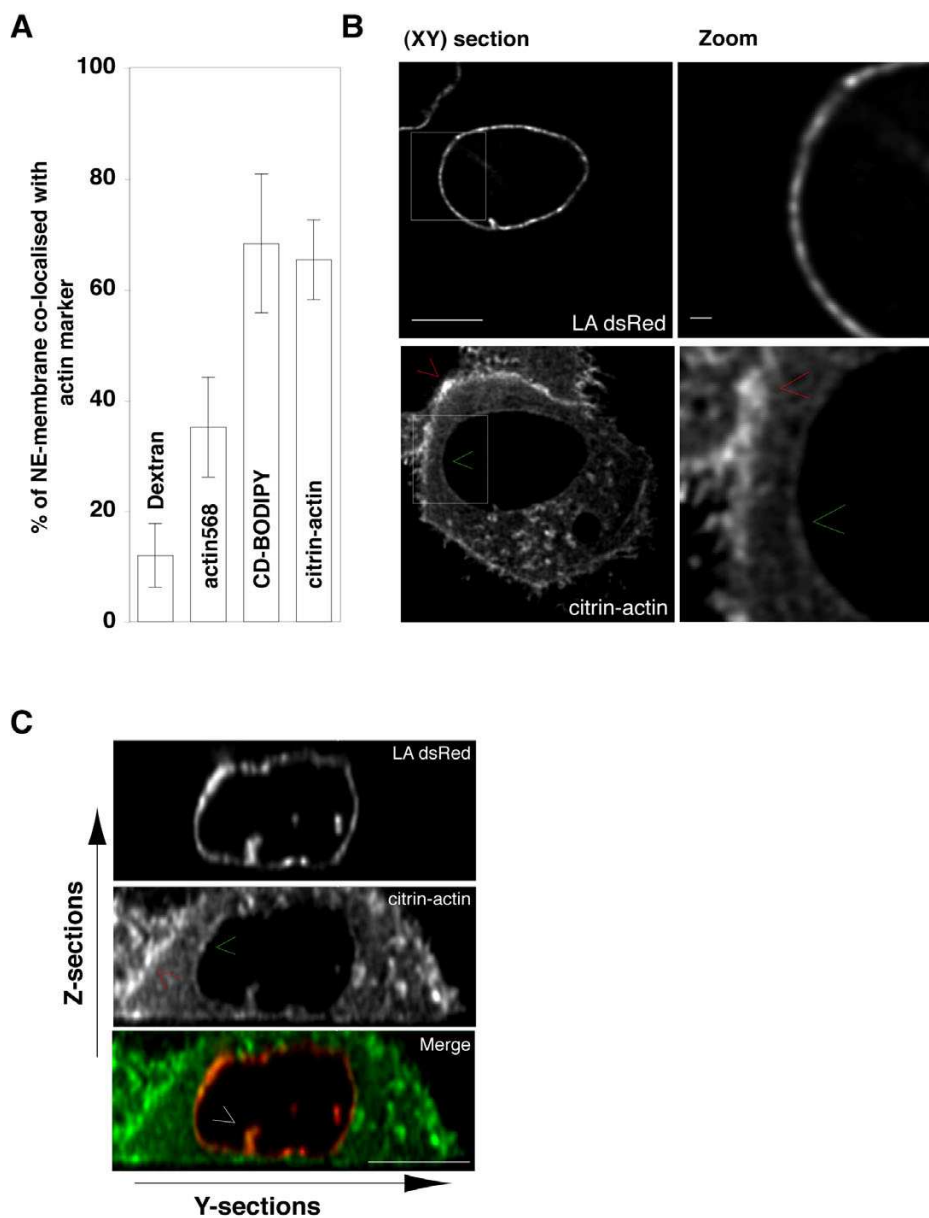 A
% of NE-membrane co-localised with
actin marker
100
80
60
40
20
0
Dextran
actin568
CD-BODIPY
citrin-actin
B
(XY) section
Zoom
LA dsRed
citrin-actin
C
Z-sections
LA dsRed
citrin-actin
Merge
Y-sections